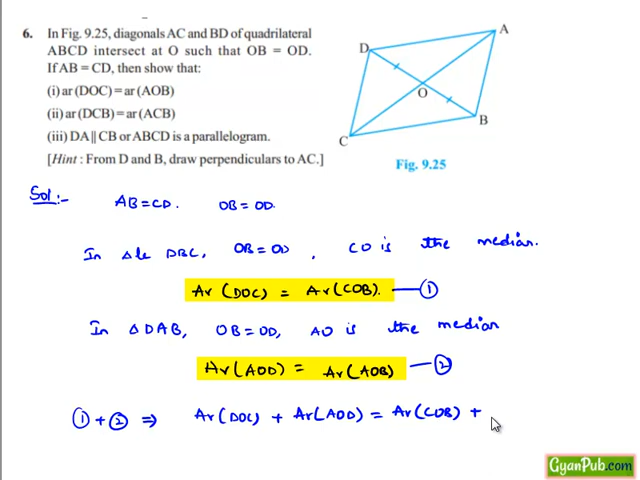 6. In Fig. 9.25, diagonals AC and BD of quadrilateral
ABCD intersect at O such that OB = OD.
If AB = CD, then show that:
(i) ar (DOC) = ar (AOB)
(ii) ar (DCB) = ar (ACB)
(iii) DA || CB or ABCD is a parallelogram.
[Hint : From D and B, draw perpendiculars to AC.]
A
D
O
B
C
Fig. 9.25
Sol:-
AB = CD. OB = OD.
In Δle DBC, OB = OD , CO is the median.
Ar (DOC) = Ar (COB). —— ①
In Δ DAB, OB = OD, AO is the median
Ar (AOD) = Ar (AOB) — ②
① + ② ⇒ Ar (DOC) + Ar (AOD) = Ar (COB) +
GyanPub.com